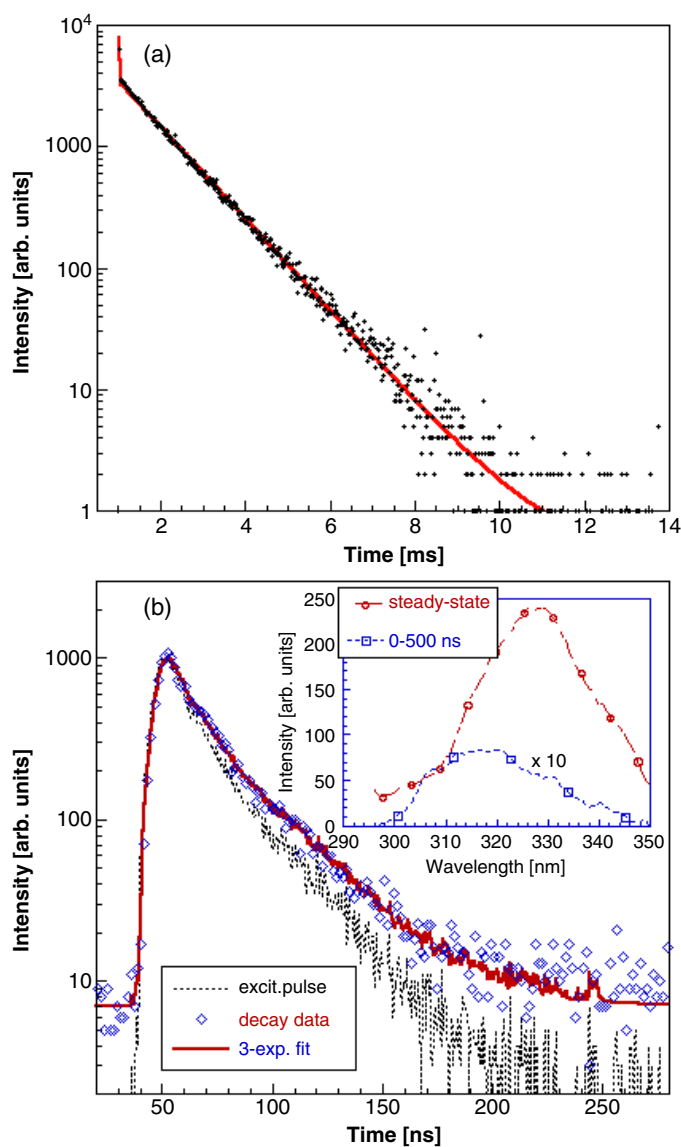 (a)
10^4
1000
100
10
1
Intensity [arb. units]
2 4 6 8 10 12 14
Time [ms]
(b)
1000
100
10
Intensity [arb. units]
50 100 150 200 250
Time [ns]
excit.pulse
decay data
3-exp. fit
steady-state
0-500 ns
250
200
150
100
50
0
Intensity [arb. units]
x 10
290 300 310 320 330 340 350
Wavelength [nm]